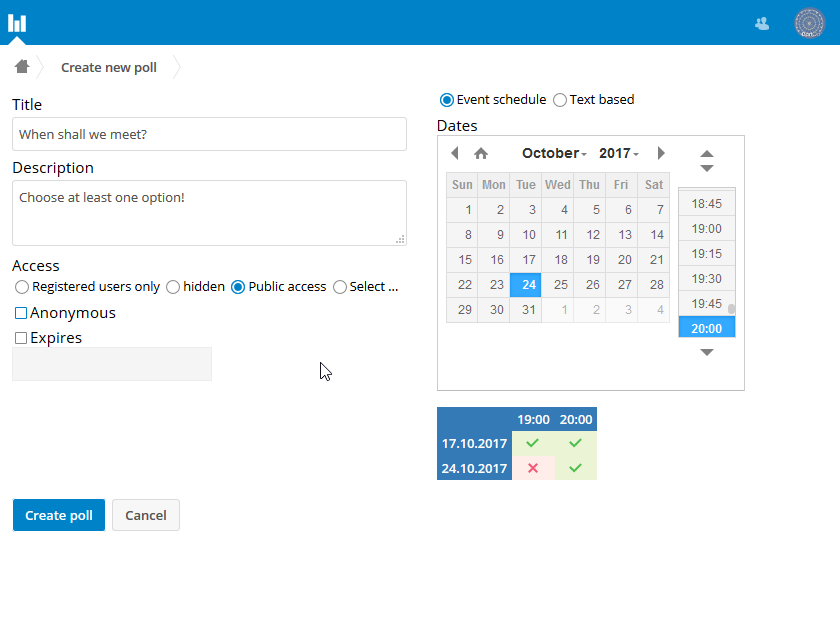 Create new poll
Title
When shall we meet?
Description
Choose at least one option!
Access
Registered users only hidden Public access Select ...
Anonymous
Expires
Create poll Cancel
Event schedule Text based
Dates
October 2017
Sun Mon Tue Wed Thu Fri Sat
1 2 3 4 5 6 7
8 9 10 11 12 13 14
15 16 17 18 19 20 21
22 23 24 25 26 27 28
29 30 31 1 2 3 4
18:45
19:00
19:15
19:30
19:45
20:00
19:00 20:00
17.10.2017
24.10.2017